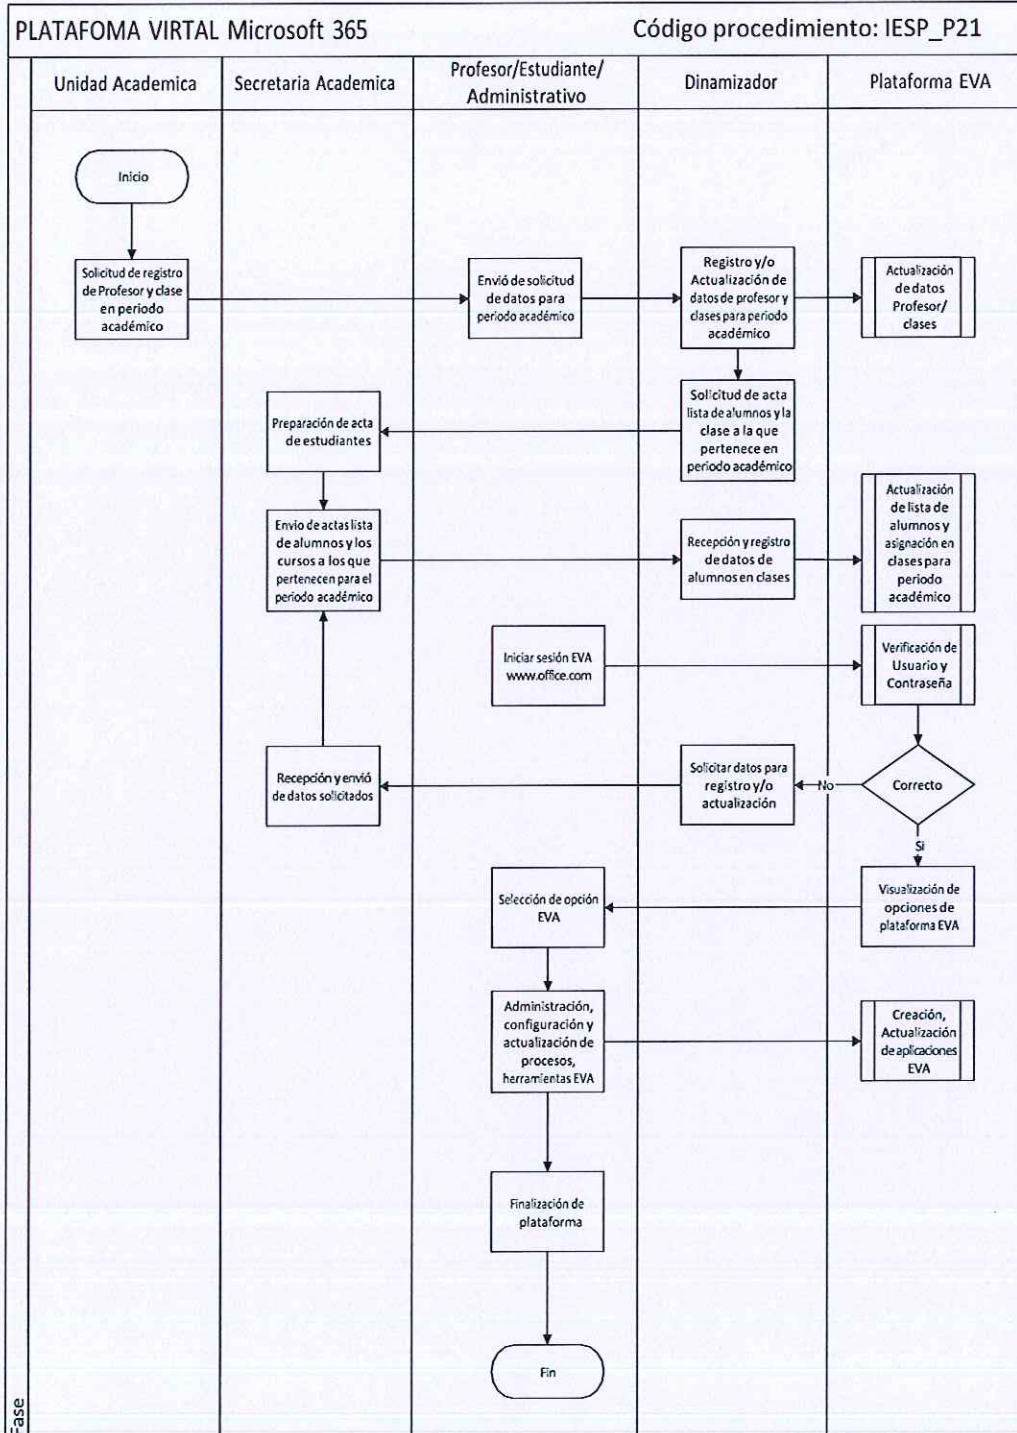 PLATAFOMA VIRTAL Microsoft 365
Código procedimiento: IESP_P21
Unidad Academica
Secretaria Academica
Profesor/Estudiante/
Administrativo
Dinamizador
Plataforma EVA
Inicio
Solicitud de registro
de Profesor y clase
en periodo
académico
Envió de solicitud
de datos para
periodo académico
Registro y/o
Actualización de
datos de profesor y
clases para periodo
académico
Actualización
de datos
Profesor/
clases
Preparación de acta
de estudiantes
Solicitud de acta
lista de alumnos y la
clase a la que
pertenece en
periodo académico
Envio de actas lista
de alumnos y los
cursos a los que
pertenecen para el
periodo académico
Recepción y registro
de datos de
alumnos en clases
Actualización
de lista de
alumnos y
asignación en
clases para
periodo
académico
Iniciar sesión EVA
www.office.com
Verificación de
Usuario y
Contraseña
Recepción y envió
de datos solicitados
Solicitar datos para
registro y/o
actualización
No
Correcto
Si
Selección de opción
EVA
Visualización de
opciones de
plataforma EVA
Administración,
configuración y
actualización de
procesos,
herramientas EVA
Creación,
Actualización
de aplicaciones
EVA
Finalización de
plataforma
Fin
Fase